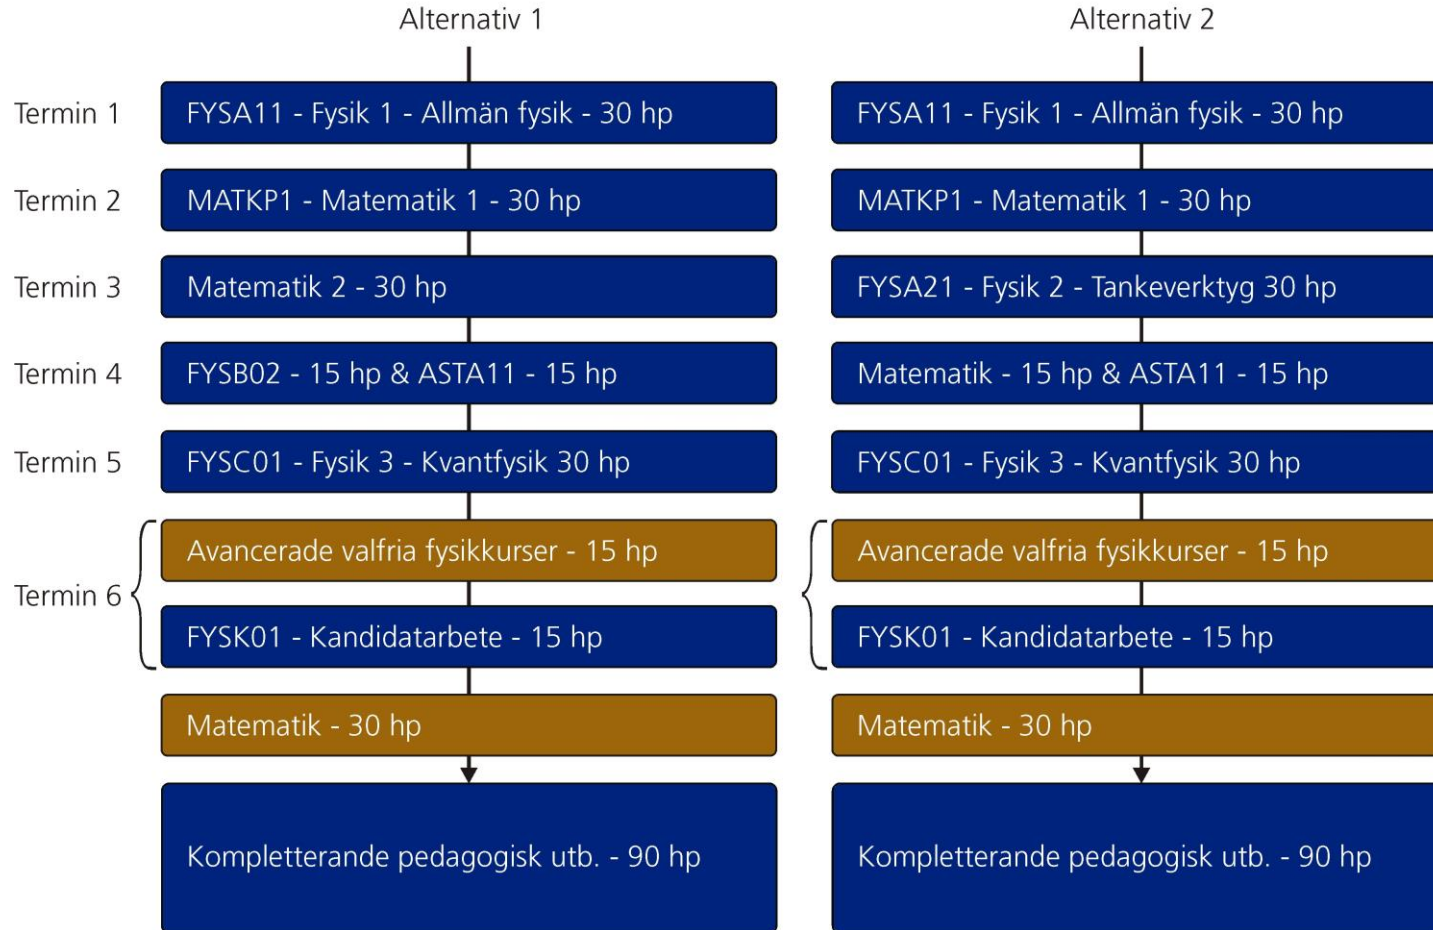 Alternativ 1 Alternativ 2
Termin 1 FYSA11 - Fysik 1 - Allmän fysik - 30 hp FYSA11 - Fysik 1 - Allmän fysik - 30 hp
Termin 2 MATKP1 - Matematik 1 - 30 hp MATKP1 - Matematik 1 - 30 hp
Termin 3 Matematik 2 - 30 hp FYSA21 - Fysik 2 - Tankeverktyg 30 hp
Termin 4 FYSB02 - 15 hp & ASTA11 - 15 hp Matematik - 15 hp & ASTA11 - 15 hp
Termin 5 FYSC01 - Fysik 3 - Kvantfysik 30 hp FYSC01 - Fysik 3 - Kvantfysik 30 hp
Avancerade valfria fysikkurser - 15 hp Avancerade valfria fysikkurser - 15 hp
Termin 6
FYSK01 - Kandidatarbete - 15 hp FYSK01 - Kandidatarbete - 15 hp
Matematik - 30 hp Matematik - 30 hp
Kompletterande pedagogisk utb. - 90 hp Kompletterande pedagogisk utb. - 90 hp